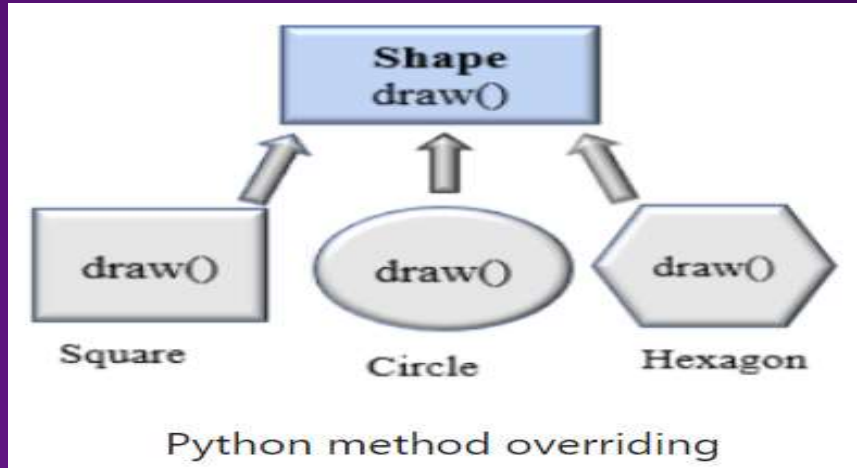 Shape
draw()
draw()
draw()
draw()
Square
Circle
Hexagon
Python method overriding